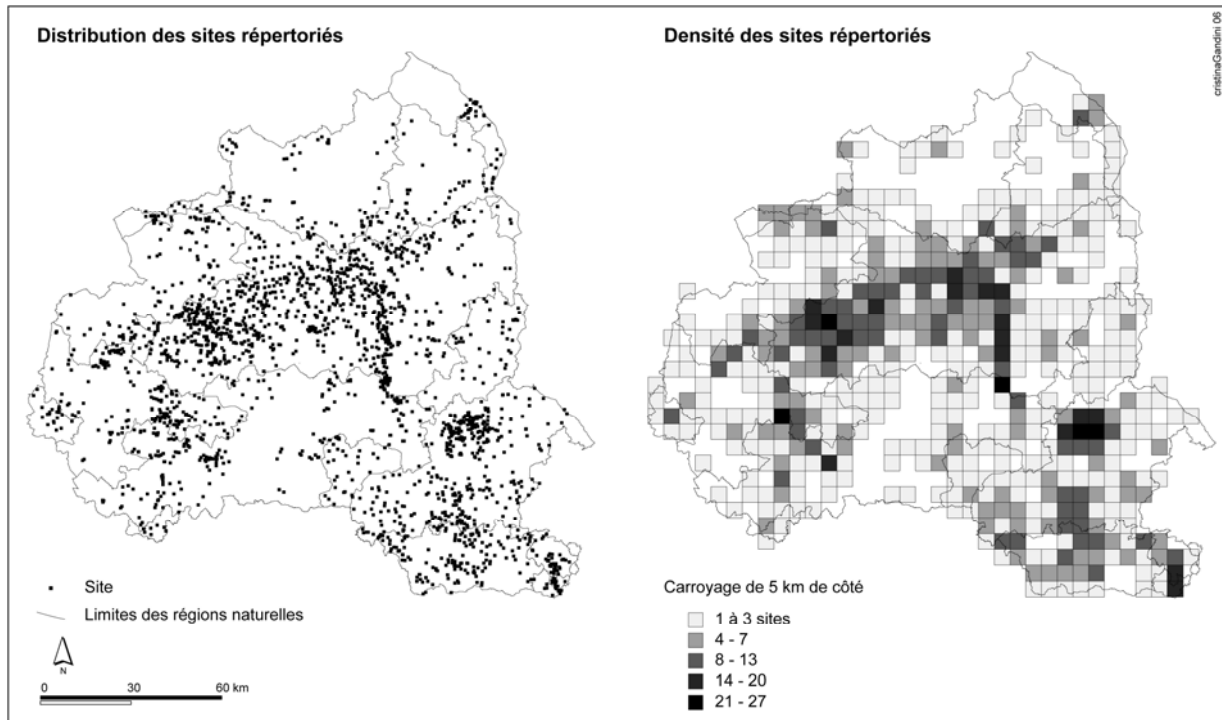 Distribution des sites répertoriés
Densité des sites répertoriés
cristinaGandini 06
Site
Limites des régions naturelles
N
0 30 60 km
Carroyage de 5 km de côté
1 à 3 sites
4 - 7
8 - 13
14 - 20
21 - 27